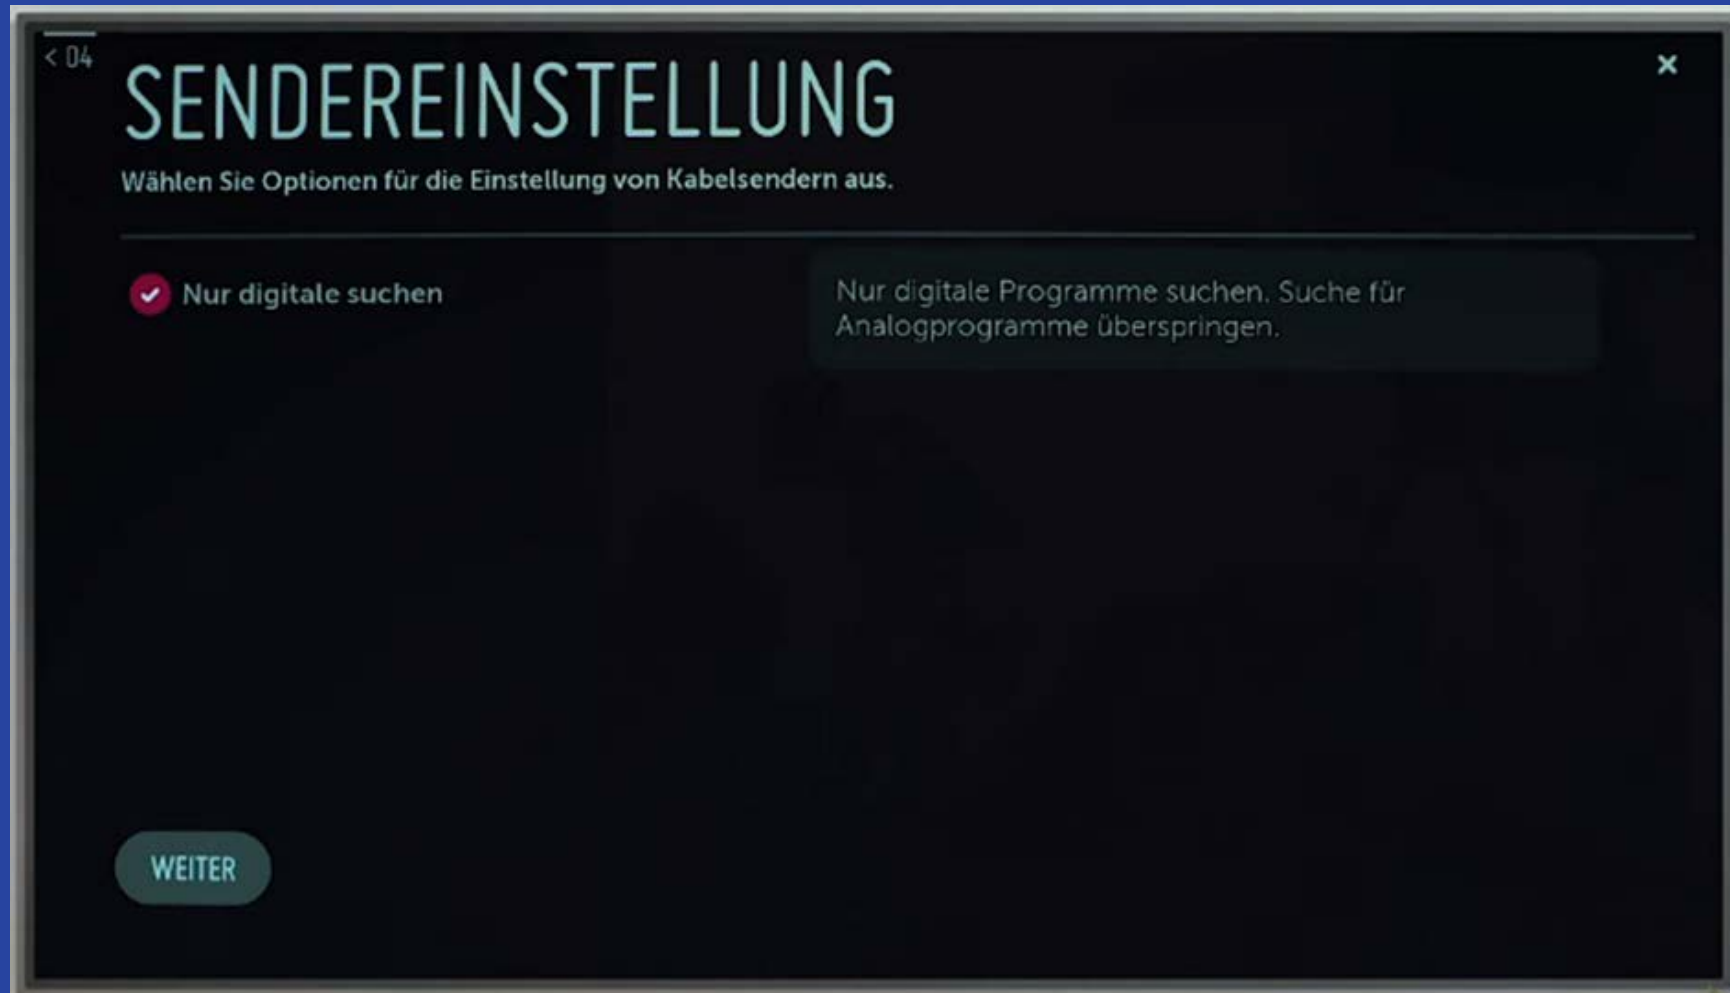 < 04
SENDEREINSTELLUNG
Wählen Sie Optionen für die Einstellung von Kabelsendern aus.
Nur digitale suchen
Nur digitale Programme suchen. Suche für
Analogprogramme überspringen.
WEITER